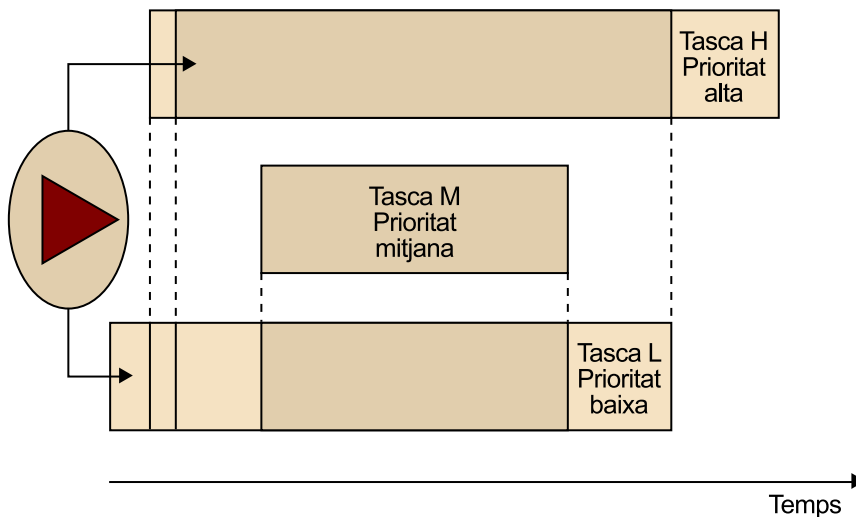 Tasca H
Prioritat
alta
Tasca M
Prioritat
mitjana
Tasca L
Prioritat
baixa
Temps